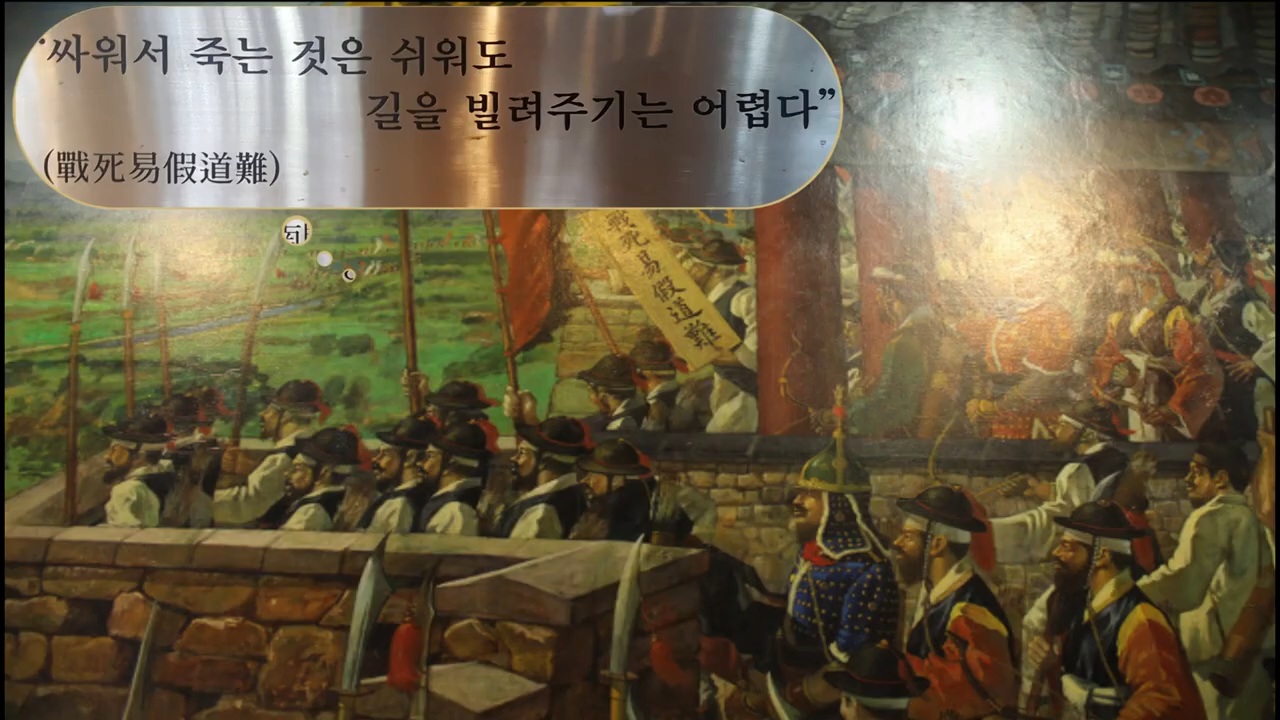 ‘싸워서 죽는 것은 쉬워도
길을 빌려주기는 어렵다”
(戰死易假道難)
戰死易假道難